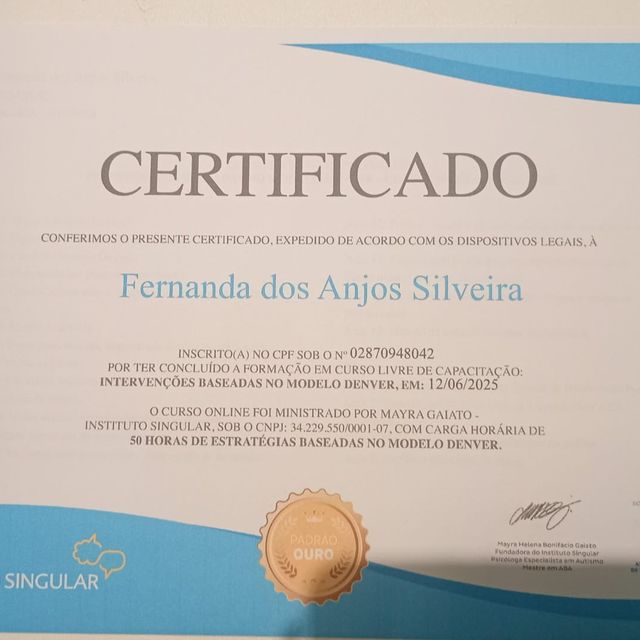 CERTIFICADO
CONFERIMOS O PRESENTE CERTIFICADO, EXPEDIDO DE ACORDO COM OS DISPOSITIVOS LEGAIS, À
Fernanda dos Anjos Silveira
INSCRITO(A) NO CPF SOB O Nº 02870948042
POR TER CONCLUÍDO A FORMAÇÃO EM CURSO LIVRE DE CAPACITAÇÃO:
INTERVENÇÕES BASEADAS NO MODELO DENVER, EM: 12/06/2025
O CURSO ONLINE FOI MINISTRADO POR MAYRA GAIATO -
INSTITUTO SINGULAR, SOB O CNPJ: 34.229.550/0001-07, COM CARGA HORÁRIA DE
50 HORAS DE ESTRATÉGIAS BASEADAS NO MODELO DENVER.
PADRÃO
OURO
SINGULAR
Mayra Helena Bonifácio Gaiato
Fundadora do Instituto Singular
Psicóloga Especialista em Autismo
Mestre em ABA